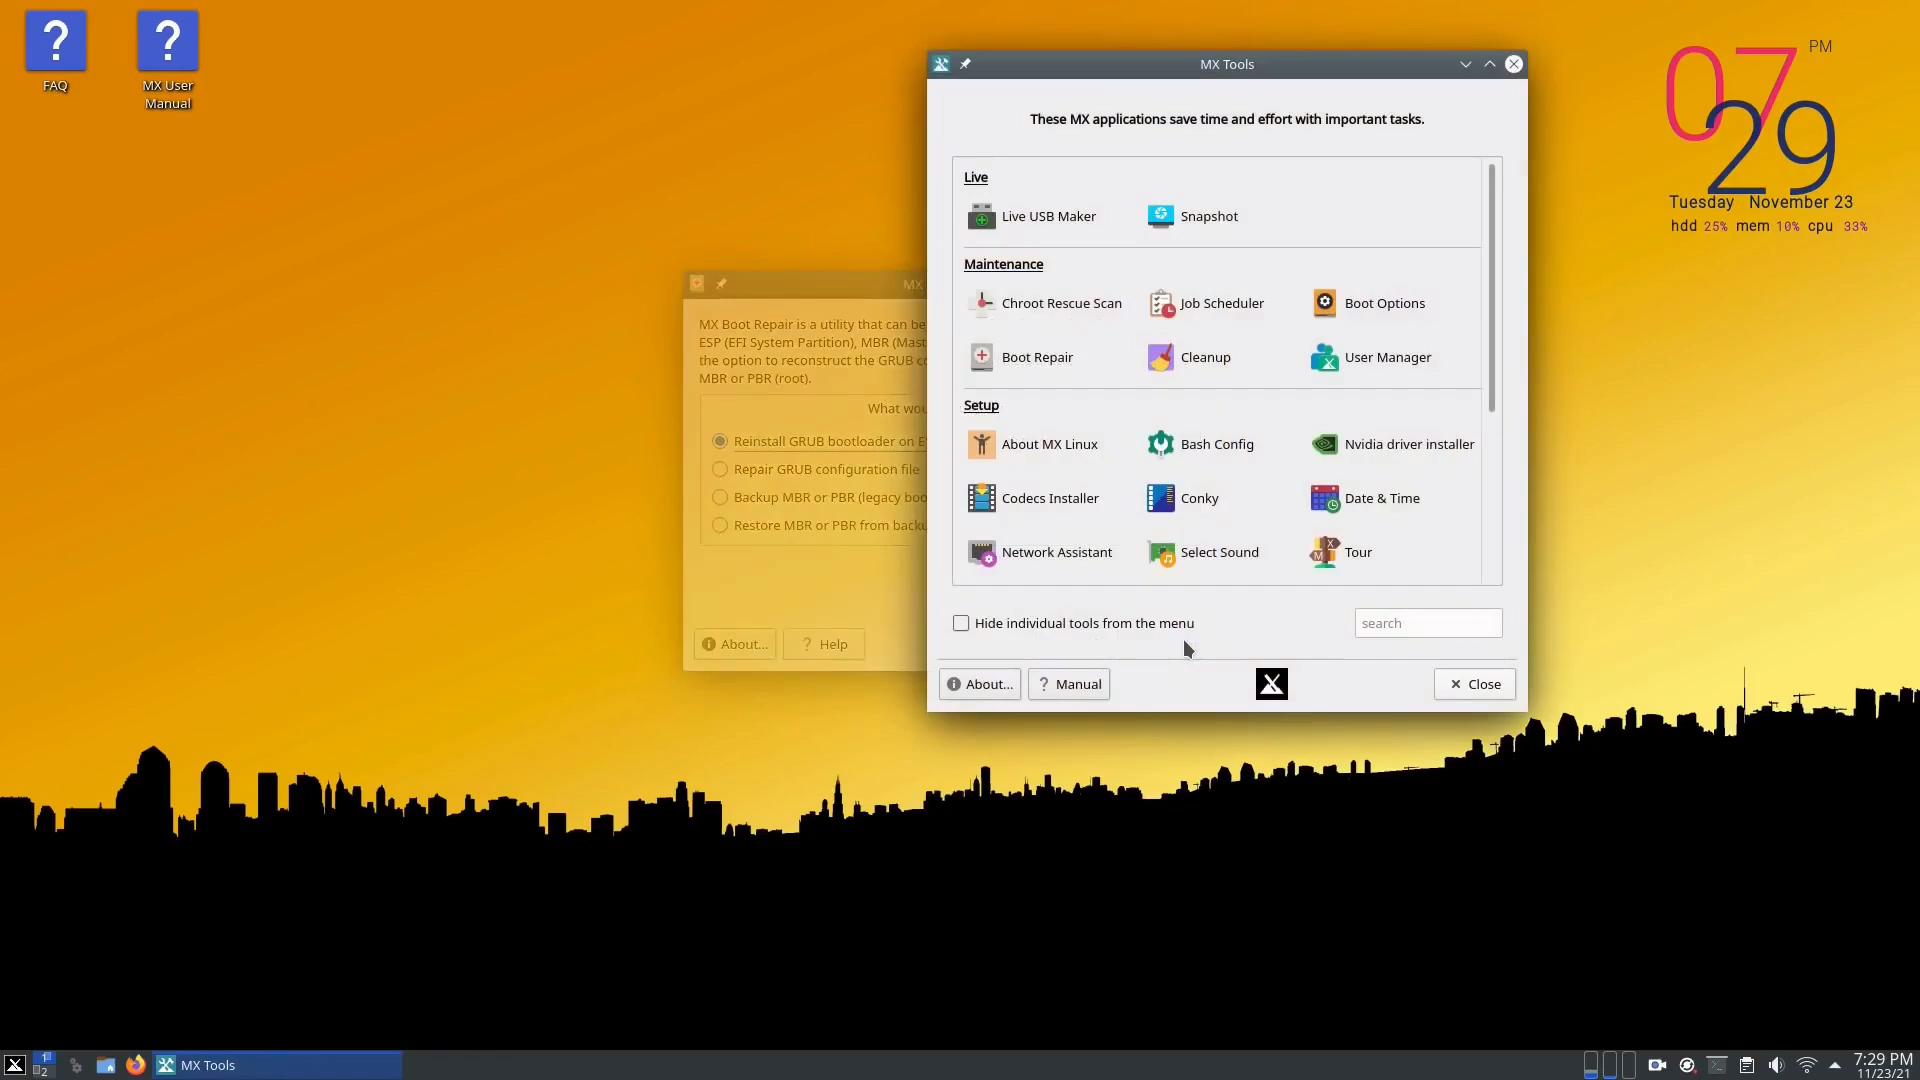 FAQ
MX User
Manual
MX Tools
These MX applications save time and effort with important tasks.
Live
Live USB Maker
Snapshot
Maintenance
Chroot Rescue Scan
Job Scheduler
Boot Options
Boot Repair
Cleanup
User Manager
Setup
About MX Linux
Bash Config
Nvidia driver installer
Codecs Installer
Conky
Date & Time
Network Assistant
Select Sound
Tour
Hide individual tools from the menu
search
About...
? Manual
Close
MX
MX Boot Repair is a utility that can be
ESP (EFI System Partition), MBR (Mast
the option to reconstruct the GRUB co
MBR or PBR (root).
What wou
Reinstall GRUB bootloader on E
Repair GRUB configuration file
Backup MBR or PBR (legacy boo
Restore MBR or PBR from backu
About...
? Help
07 PM
29
Tuesday November 23
hdd 25% mem 10% cpu 33%
1
2
MX Tools
7:29 PM
11/23/21